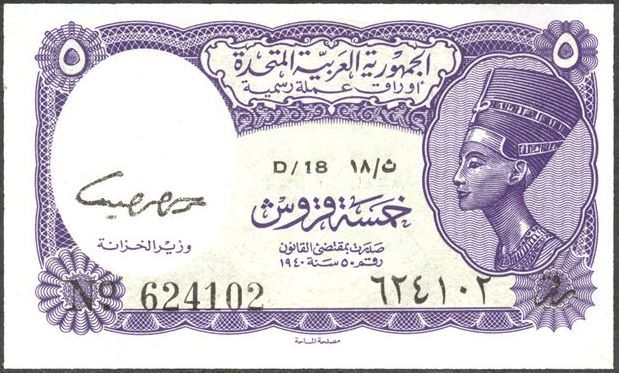 ٥ ٥
الجمهورية العربية المتحدة
أوراق عملة رسمية
D/18 ث/١٨
خمسة قروش
وزير الخزانة
صدرت بمقتضى القانون
رقم ٥٠ سنة ١٩٤٠
Nº 624102 ٦٢٤١٠٢
مصلحة المساحة